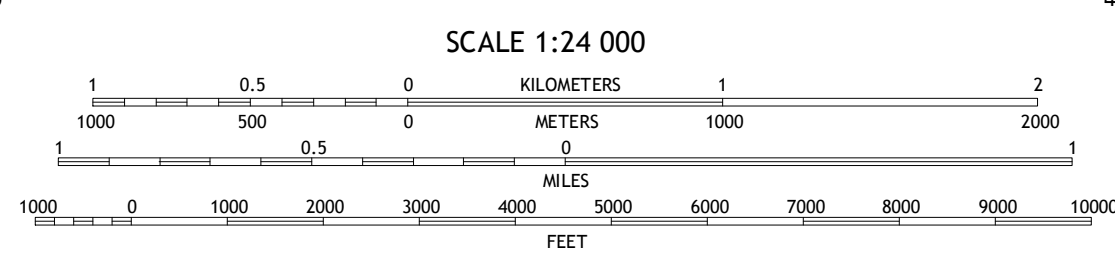 4
SCALE 1:24 000
1 0.5 0 KILOMETERS 1 2
1000 500 0 METERS 1000 2000
1 0.5 0 1
MILES
1000 0 1000 2000 3000 4000 5000 6000 7000 8000 9000 10000
FEET